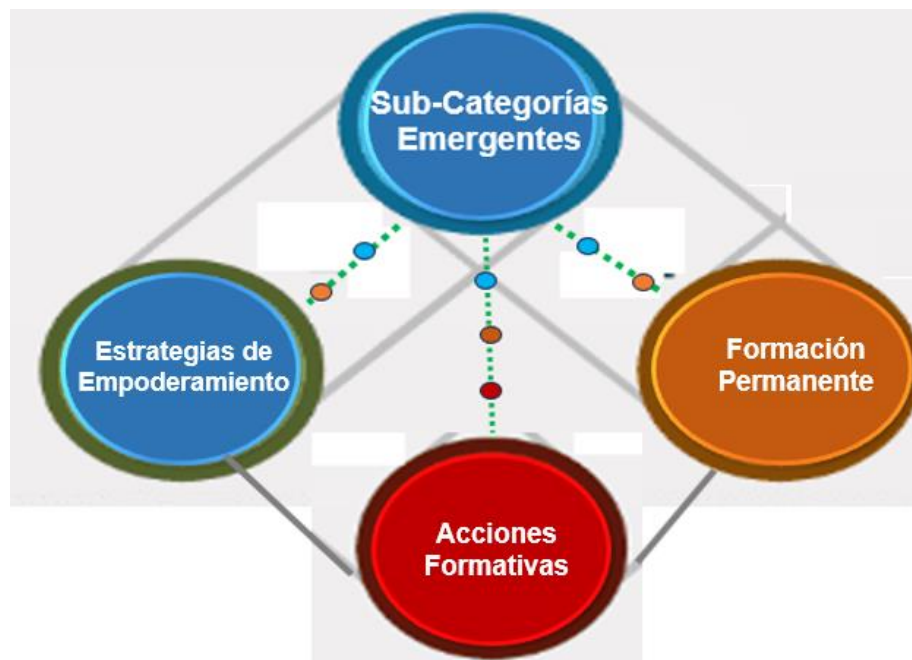 Sub-Categorías
Emergentes
Estrategias de
Empoderamiento
Formación
Permanente
Acciones
Formativas